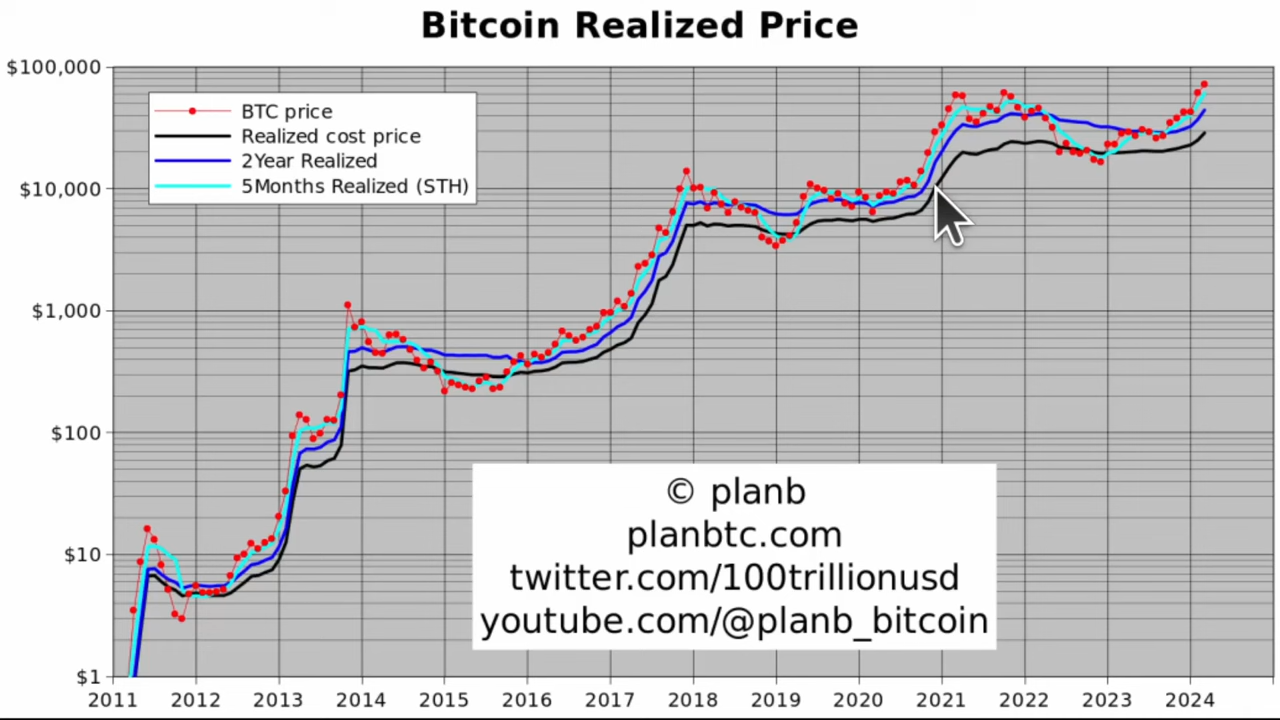 Bitcoin Realized Price
$100,000
$10,000
$1,000
$100
$10
$1
BTC price
Realized cost price
2Year Realized
5Months Realized (STH)
© planb
planbtc.com
twitter.com/100trillionusd
youtube.com/@planb_bitcoin
2011 2012 2013 2014 2015 2016 2017 2018 2019 2020 2021 2022 2023 2024